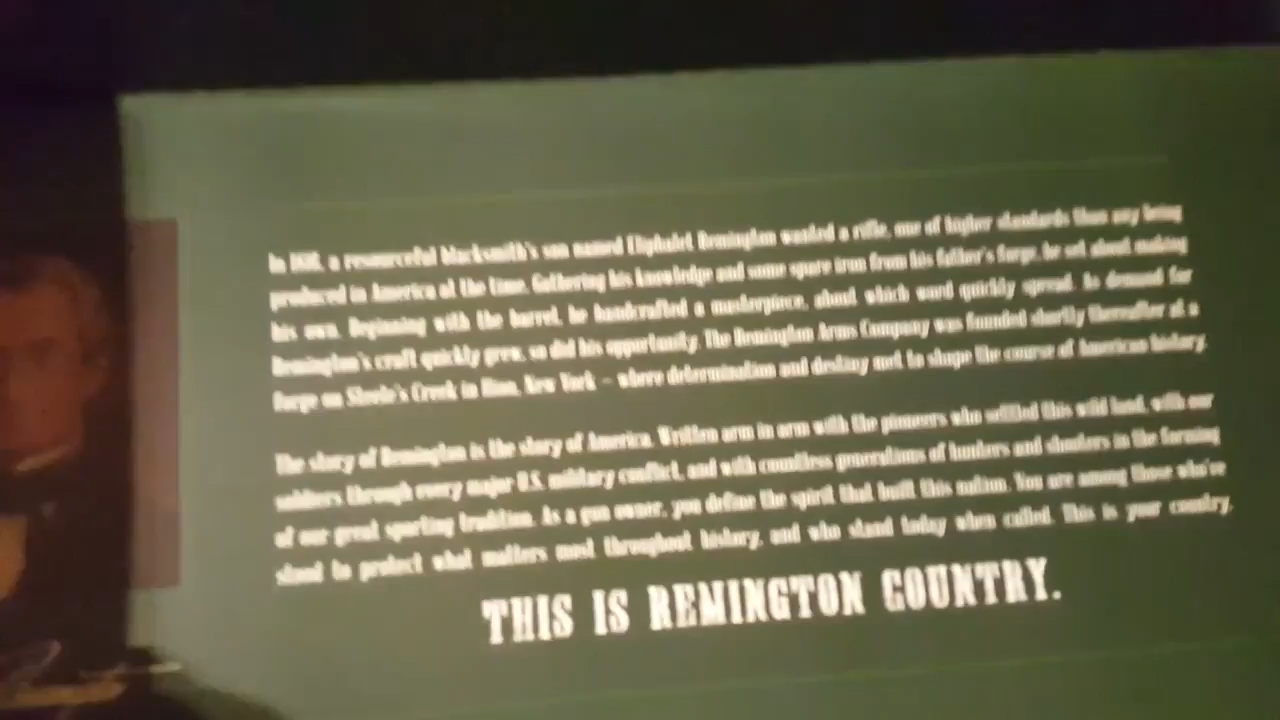 In 1816, a resourceful blacksmith's son named Eliphalet Remington wanted a rifle, one of higher standards than any being
produced in America at the time. Gathering his knowledge and some spare iron from his father's forge, he set about making
his own. Beginning with the barrel, he handcrafted a masterpiece, about which word quickly spread. As demand for
Remington's craft quickly grew, so did his opportunity. The Remington Arms Company was founded shortly thereafter at a
forge on Steele's Creek in Ilion, New York – where determination and destiny met to shape the course of American history.
The story of Remington is the story of America. Written arm in arm with the pioneers who settled this wild land, with our
soldiers through every major U.S. military conflict, and with countless generations of hunters and shooters in the forming
of our great sporting tradition. As a gun owner, you define the spirit that built this nation. You are among those who've
stood to protect what matters most throughout history, and who stand today when called. This is your country.
THIS IS REMINGTON COUNTRY.